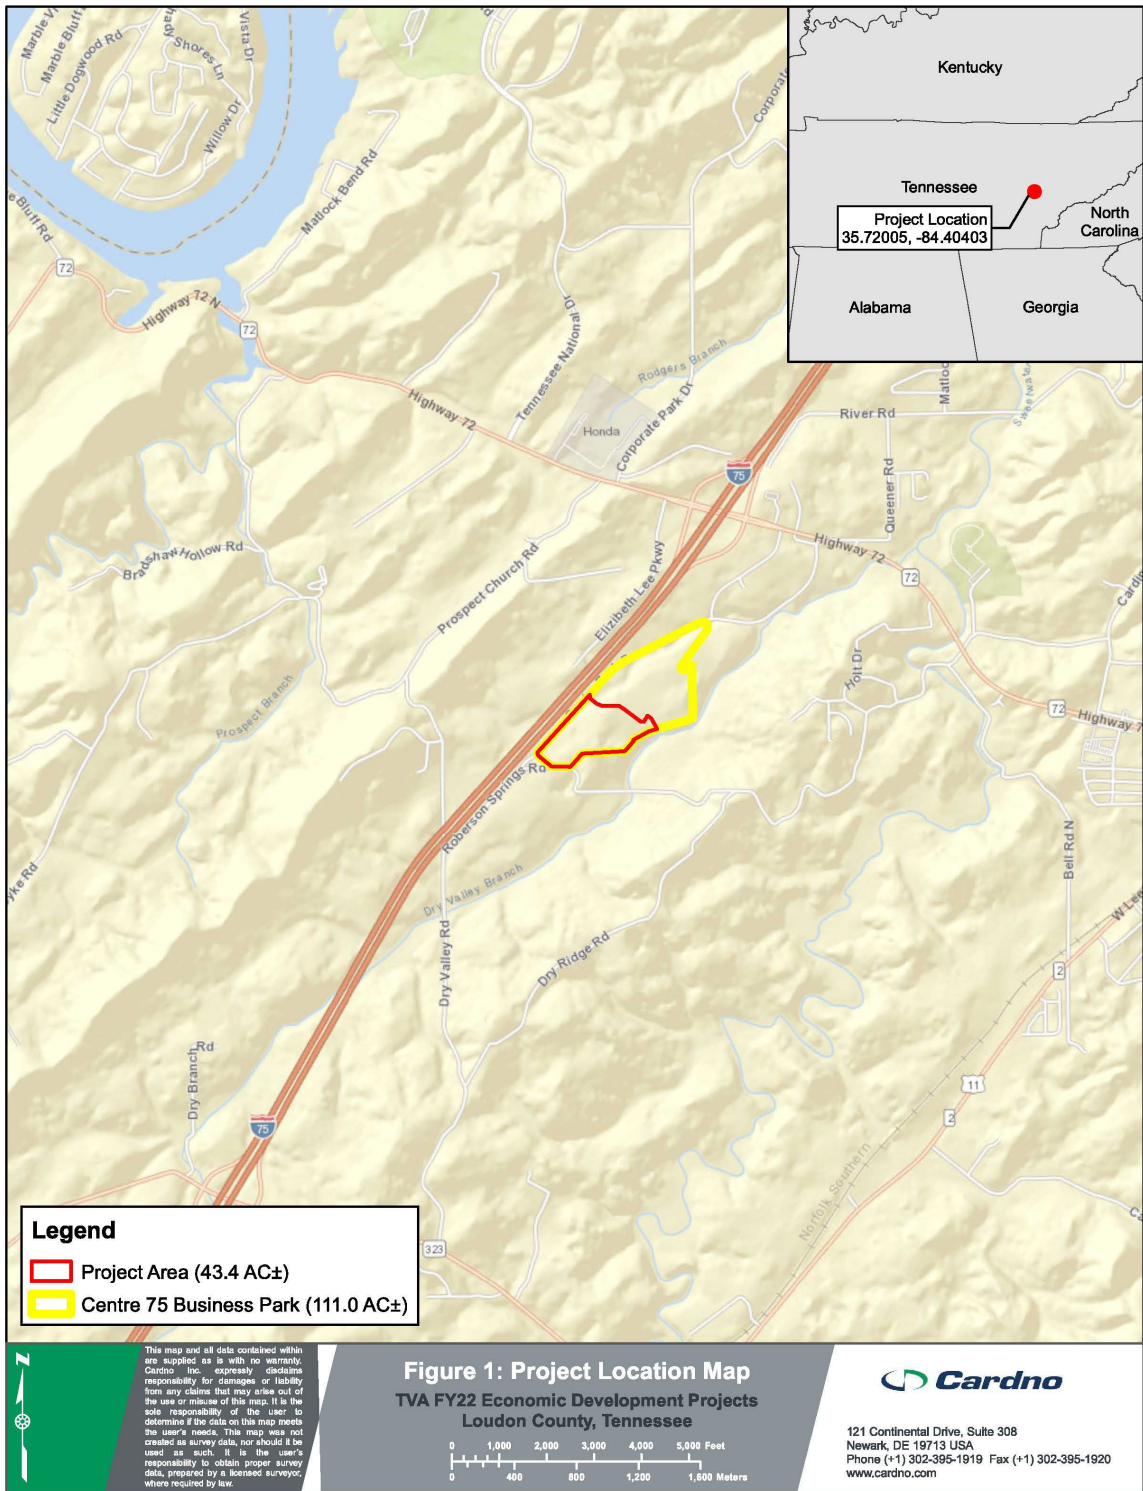 Marble Bluff
Little Dogwood Rd
Shores Ln
Vista Dr
Willow Dr
Matlock Bend Rd
Corporate
Bluff Rd
72
Highway 72 N
72
Tennessee National Dr
Rodgers Branch
Highway 72
Honda
Corporate Park Dr
75
River Rd
Queener Rd
Kentucky
Tennessee
Project Location
35.72005, -84.40403
North
Carolina
Alabama
Georgia
Bradshaw Hollow Rd
Prospect Church Rd
Elizibeth Lee Pkwy
Highway 72
72
Holt Dr
72
Highway 7
Prospect Branch
Roberson Springs Rd
Dry Valley Branch
yke Rd
Dry Valley Rd
Dry Ridge Rd
Bell Rd N
W Lee
2
Dry Branch Rd
11
2
75
Norfolk Southern
323
Legend
Project Area (43.4 AC±)
Centre 75 Business Park (111.0 AC±)
N
This map and all data contained within
are supplied as is with no warranty.
Cardno Inc. expressly disclaims
responsibility for damages or liability
from any claims that may arise out of
the use or misuse of this map. It is the
sole responsibility of the user to
determine if the data on this map meets
the user's needs. This map was not
created as survey data, nor should it be
used as such. It is the user's
responsibility to obtain proper survey
data, prepared by a licensed surveyor,
where required by law.
Figure 1: Project Location Map
TVA FY22 Economic Development Projects
Loudon County, Tennessee
0 1,000 2,000 3,000 4,000 5,000 Feet
0 400 800 1,200 1,600 Meters
Cardno
121 Continental Drive, Suite 308
Newark, DE 19713 USA
Phone (+1) 302-395-1919 Fax (+1) 302-395-1920
www.cardno.com